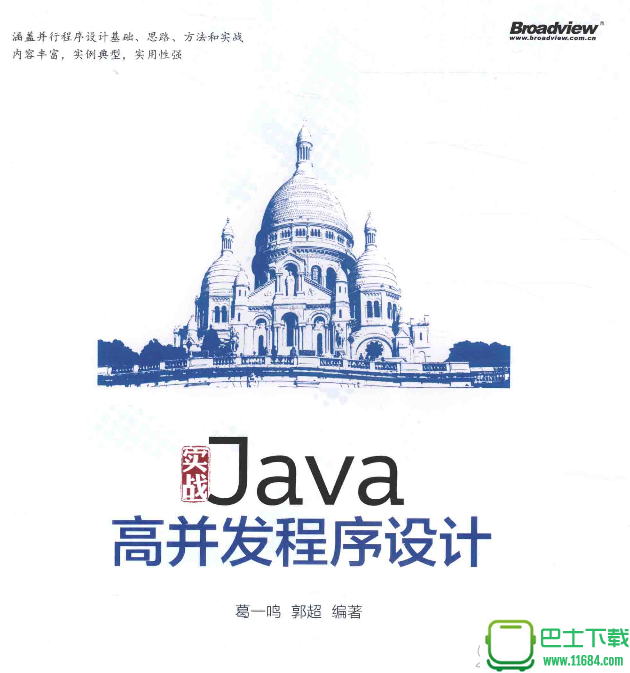 涵盖并行程序设计基础、思路、方法和实战
内容丰富，实例典型，实用性强
Broadview®
www.broadview.com.cn
实战
Java
高并发程序设计
葛一鸣 郭超 编著
巴士下载
www.11684.com